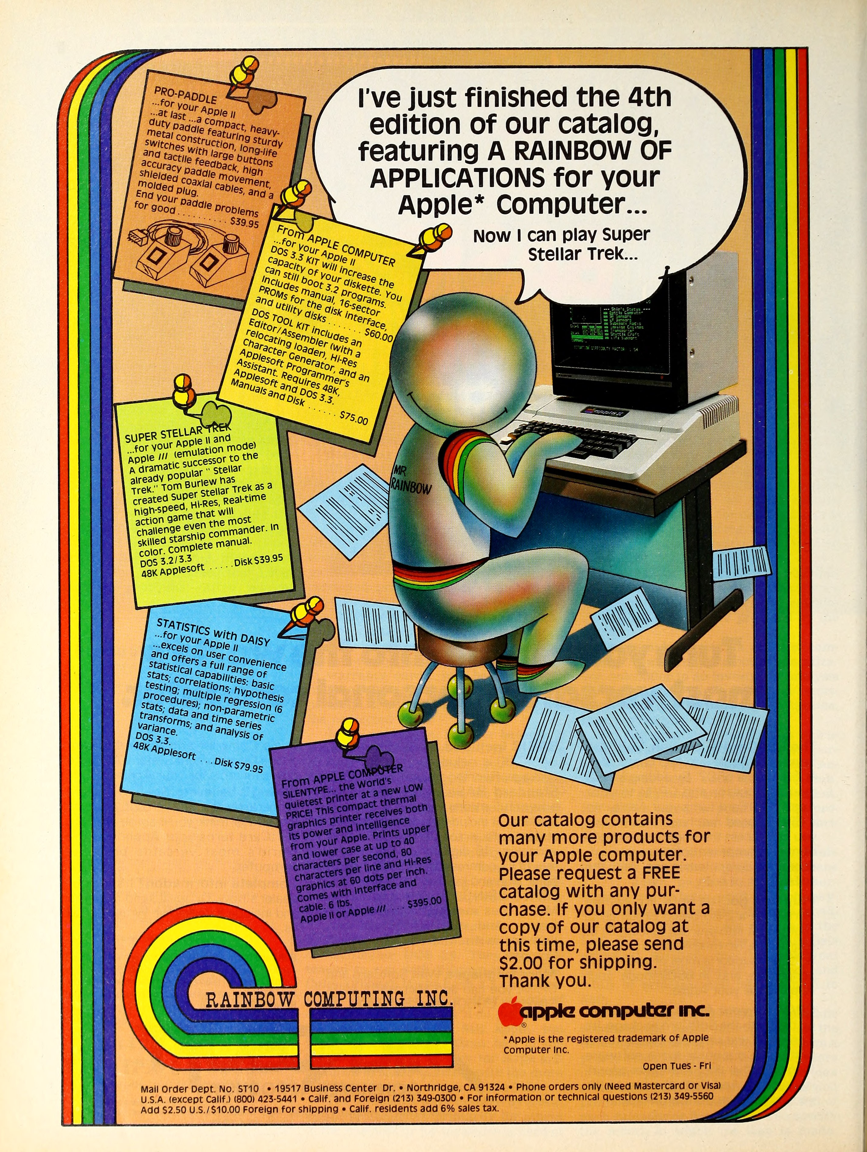 I've just finished the 4th
edition of our catalog,
featuring A RAINBOW OF
APPLICATIONS for your
Apple* Computer...
Now I can play Super
Stellar Trek...
PRO-PADDLE
...for your Apple II
...at last ...a compact, heavy-
duty paddle featuring sturdy
metal construction, long-life
switches with large buttons
and tactile feedback, high
accuracy paddle movement,
shielded coaxial cables, and a
molded plug.
End your paddle problems
for good .......... $39.95
From APPLE COMPUTER
...for your Apple II
DOS 3.3 KIT will increase the
capacity of your diskette. You
can still boot 3.2 programs.
Includes manual, 16-sector
PROMs for the disk interface,
and utility disks ....... $60.00
DOS TOOL KIT includes an
Editor/Assembler (with a
relocating loader), Hi-Res
Character Generator, and an
Applesoft Programmer's
Assistant. Requires 48K,
Applesoft and DOS 3.3.
Manuals and Disk ...... $75.00
SUPER STELLAR TREK
...for your Apple II and
Apple /// (emulation mode)
A dramatic successor to the
already popular " Stellar
Trek." Tom Burlew has
created Super Stellar Trek as a
high-speed, Hi-Res, Real-time
action game that will
challenge even the most
skilled starship commander. In
color. Complete manual.
DOS 3.2/3.3
48K Applesoft ..... Disk $39.95
MR
RAINBOW
STATISTICS with DAISY
...for your Apple II
...excels on user convenience
and offers a full range of
statistical capabilities: basic
stats; correlations; hypothesis
testing; multiple regression (6
procedures); non-parametric
stats; data and time series
transforms; and analysis of
variance.
DOS 3.3.
48K Applesoft ... Disk $79.95
From APPLE COMPUTER
SILENTYPE... the World's
quietest printer at a new LOW
PRICE! This compact thermal
graphics printer receives both
its power and intelligence
from your Apple. Prints upper
and lower case at up to 40
characters per second, 80
characters per line and Hi-Res
graphics at 60 dots per inch.
Comes with interface and
cable. 6 lbs.
Apple II or Apple /// .... $395.00
Our catalog contains
many more products for
your Apple computer.
Please request a FREE
catalog with any pur-
chase. If you only want a
copy of our catalog at
this time, please send
$2.00 for shipping.
Thank you.
RAINBOW COMPUTING INC.
apple computer inc.
*Apple is the registered trademark of Apple
Computer Inc.
Open Tues - Fri
Mail Order Dept. No. ST10 • 19517 Business Center Dr. • Northridge, CA 91324 • Phone orders only (Need Mastercard or Visa)
U.S.A. (except Calif.) (800) 423-5441 • Calif. and Foreign (213) 349-0300 • For information or technical questions (213) 349-5560
Add $2.50 U.S./$10.00 Foreign for shipping • Calif. residents add 6% sales tax.